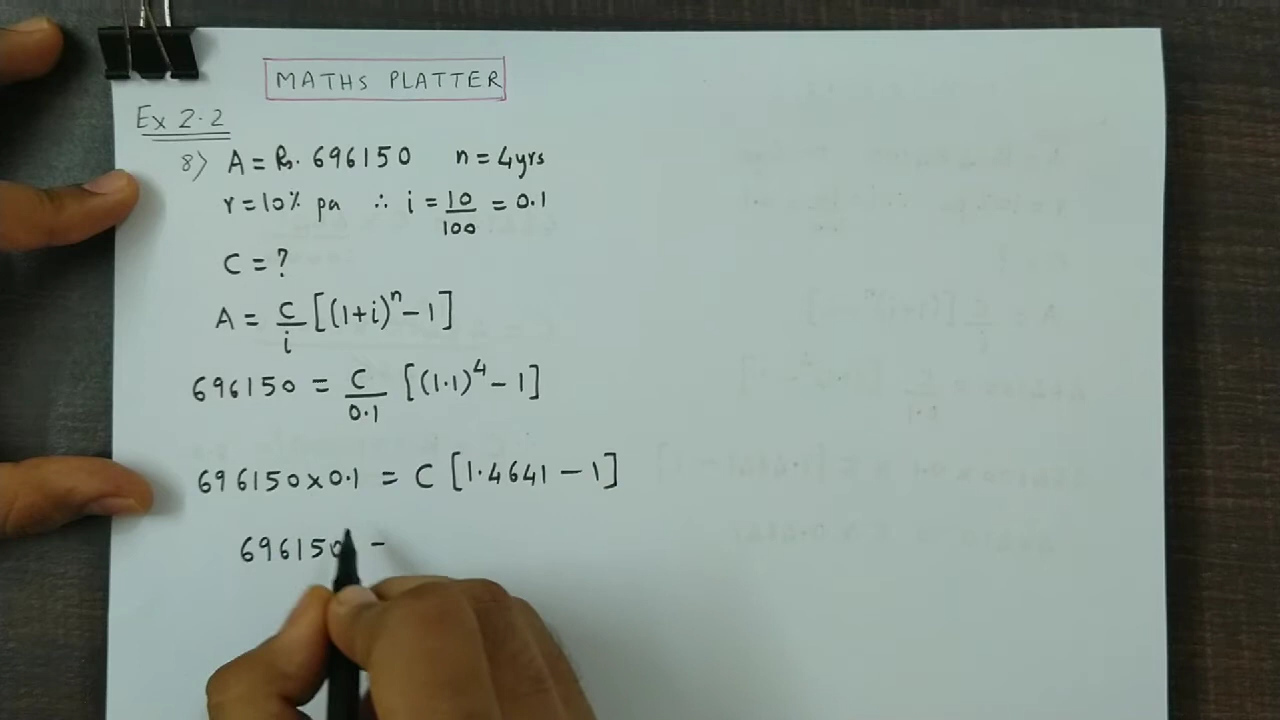 MATHS PLATTER
Ex 2.2
8) A = Rs. 696150 n = 4yrs
r = 10% pa ∴ i = 10/100 = 0.1
C = ?
A = C/i [(1+i)^n - 1]
696150 = C/0.1 [(1.1)^4 - 1]
696150 x 0.1 = C [1.4641 - 1]
696150 -